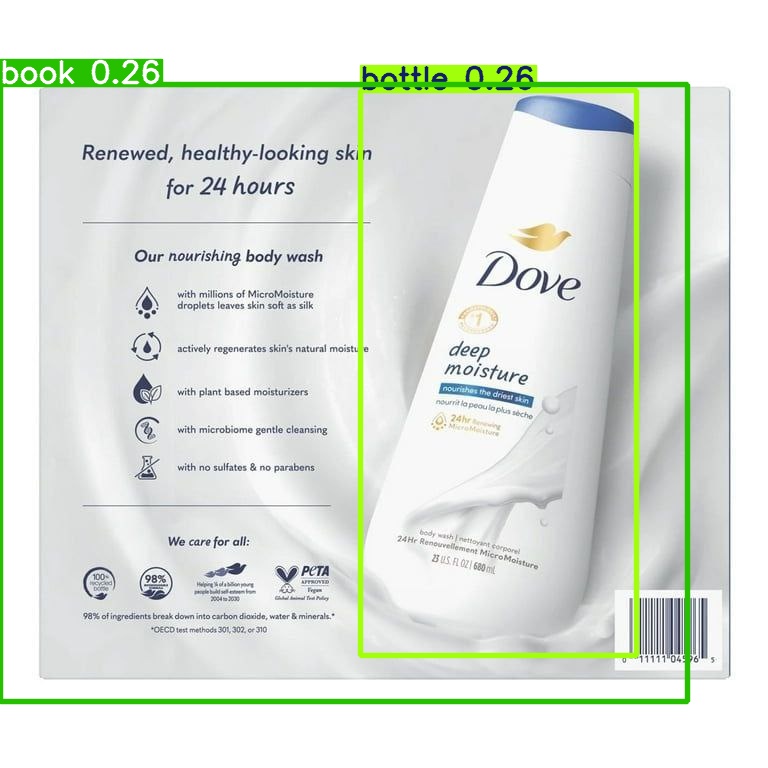 book 0.26
bottle 0.26
Renewed, healthy-looking skin
for 24 hours
Our nourishing body wash
with millions of MicroMoisture
droplets leaves skin soft as silk
actively regenerates skin's natural moisture
with plant based moisturizers
with microbiome gentle cleansing
with no sulfates & no parabens
We care for all:
100%
recycled
bottle
98%
Helping ¼ of a billion young
people build self-esteem from
2004 to 2030
PETA
APPROVED
Vegan
Global Animal Test Policy
98% of ingredients break down into carbon dioxide, water & minerals.*
*OECD test methods 301, 302, or 310
Dove
#1
deep
moisture
nourishes the driest skin
nourrit la peau la plus sèche
24hr Renewing
MicroMoisture
body wash | nettoyant corporel
24Hr Renouvellement MicroMoisture
23 U.S. FL OZ | 680 mL
0 11111 04596 5